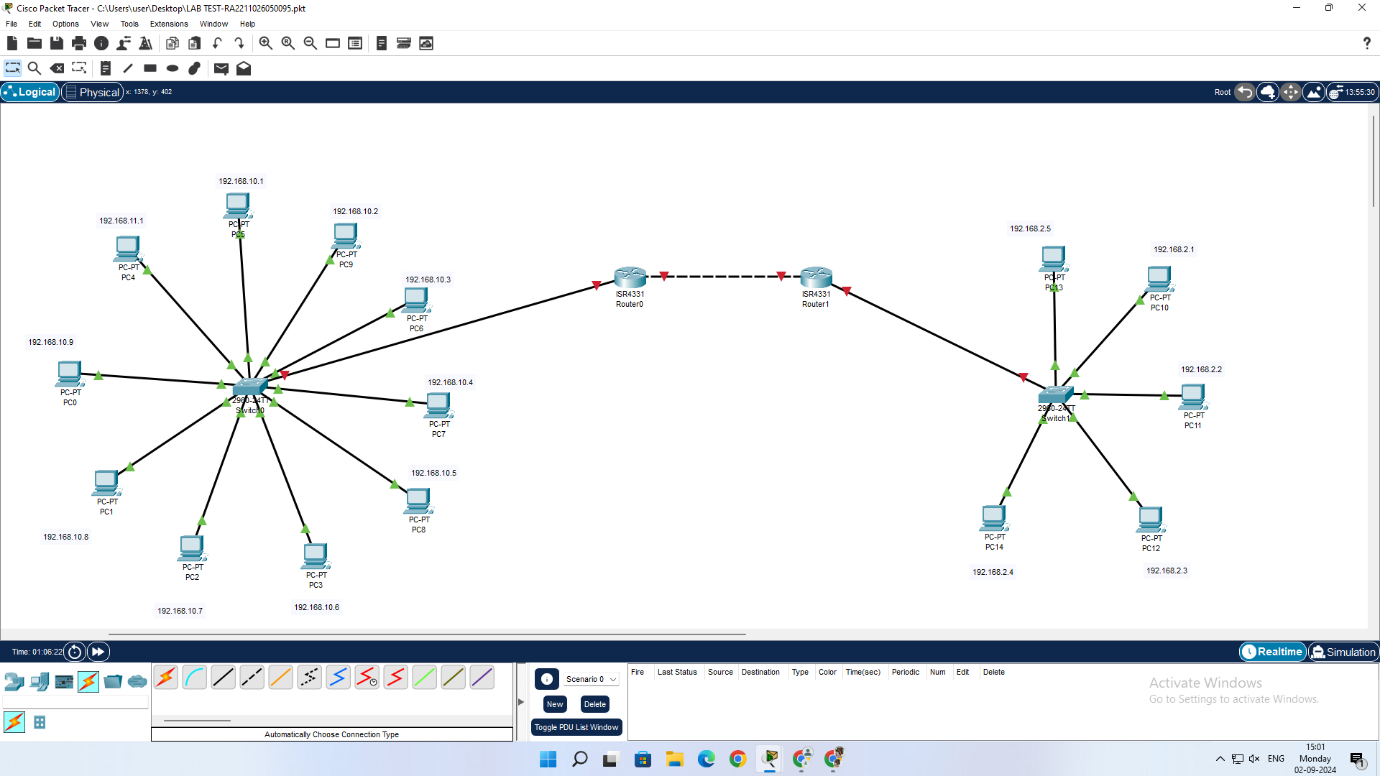 Cisco Packet Tracer - C:\Users\user\Desktop\LAB TEST-RA2211026050095.pkt
File Edit Options View Tools Extensions Window Help
Logical Physical x: 1378, y: 402 Root 13:55:30
192.168.10.1
192.168.11.1
192.168.10.2
PC-PT
PC5
PC-PT
PC9
PC-PT
PC4
192.168.10.3
PC-PT
PC6
ISR4331
Router0
ISR4331
Router1
192.168.2.5
192.168.2.1
PC-PT
PC13
PC-PT
PC10
192.168.10.9
PC-PT
PC0
2960-24TT
Switch0
192.168.10.4
PC-PT
PC7
192.168.2.2
PC-PT
PC11
2960-24TT
Switch1
192.168.10.5
PC-PT
PC8
PC-PT
PC1
192.168.10.8
PC-PT
PC2
PC-PT
PC3
192.168.10.7
192.168.10.6
PC-PT
PC14
PC-PT
PC12
192.168.2.4
192.168.2.3
Time: 01:06:22 Realtime Simulation
Scenario 0
New Delete
Toggle PDU List Window
Fire Last Status Source Destination Type Color Time(sec) Periodic Num Edit Delete
Activate Windows
Go to Settings to activate Windows.
Automatically Choose Connection Type
ENG
15:01
Monday
02-09-2024
1